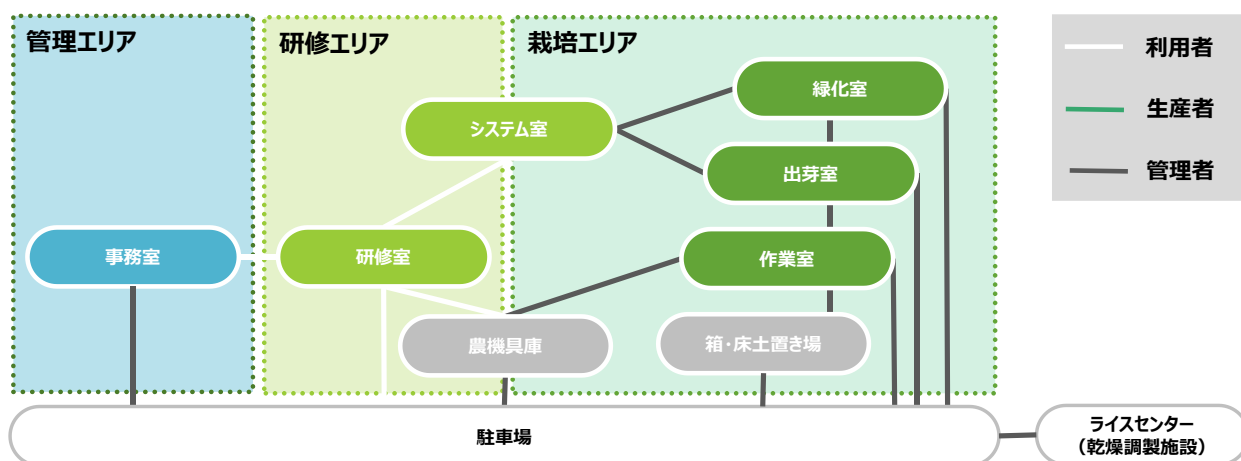 管理エリア
研修エリア
栽培エリア
利用者
生産者
管理者
緑化室
システム室
出芽室
事務室
研修室
作業室
農機具庫
箱・床土置き場
駐車場
ライスセンター
（乾燥調製施設）